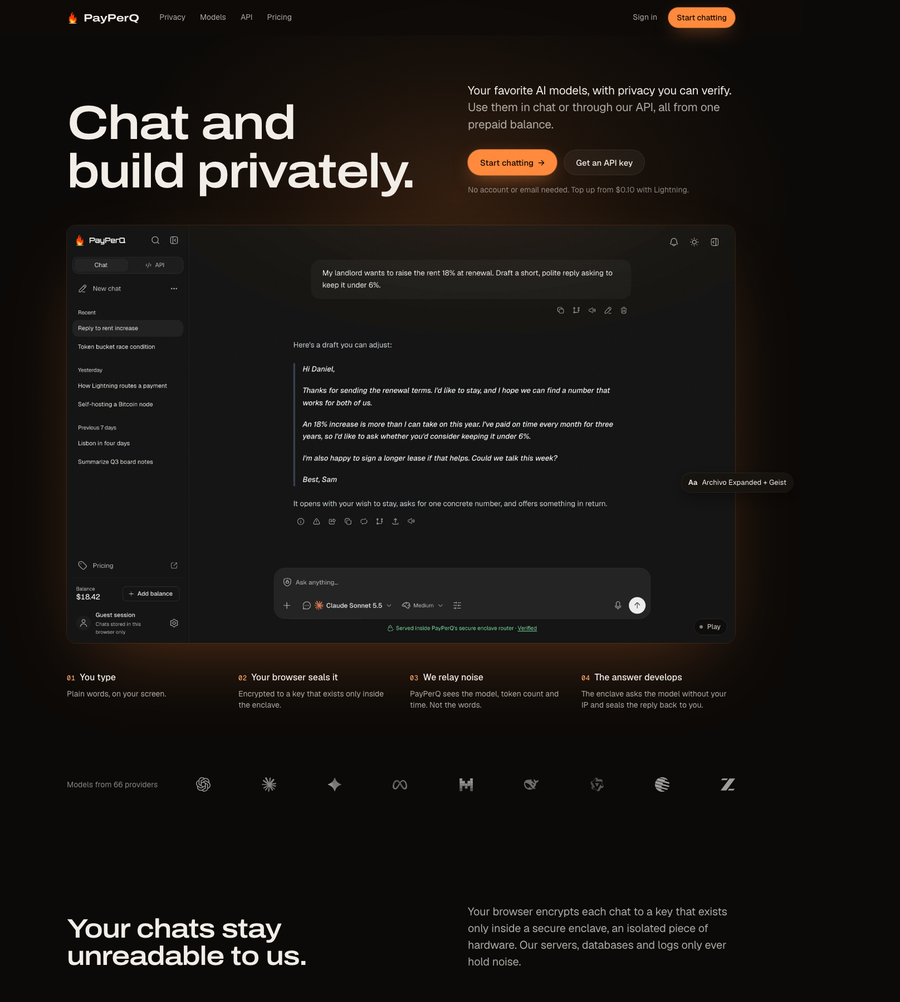 PayPerQ
Privacy
Models
API
Pricing
Sign in
Start chatting
Chat and
build privately.
Your favorite AI models, with privacy you can verify.
Use them in chat or through our API, all from one
prepaid balance.
Start chatting →
Get an API key
No account or email needed. Top up from $0.10 with Lightning.
PayPerQ
Chat
</> API
New chat
Recent
Reply to rent increase
Token bucket race condition
Yesterday
How Lightning routes a payment
Self-hosting a Bitcoin node
Previous 7 days
Lisbon in four days
Summarize Q3 board notes
Pricing
Balance
$18.42
+ Add balance
Guest session
Chats stored in this
browser only
My landlord wants to raise the rent 18% at renewal. Draft a short, polite reply asking to
keep it under 6%.
Here's a draft you can adjust:
Hi Daniel,
Thanks for sending the renewal terms. I'd like to stay, and I hope we can find a number that
works for both of us.
An 18% increase is more than I can take on this year. I've paid on time every month for three
years, so I'd like to ask whether you'd consider keeping it under 6%.
I'm also happy to sign a longer lease if that helps. Could we talk this week?
Best, Sam
It opens with your wish to stay, asks for one concrete number, and offers something in return.
Ask anything...
Claude Sonnet 5.5
Medium
Served inside PayPerQ's secure enclave router · Verified
Aa Archivo Expanded + Geist
Play
01 You type
Plain words, on your screen.
02 Your browser seals it
Encrypted to a key that exists only inside
the enclave.
03 We relay noise
PayPerQ sees the model, token count and
time. Not the words.
04 The answer develops
The enclave asks the model without your
IP and seals the reply back to you.
Models from 66 providers
Your chats stay
unreadable to us.
Your browser encrypts each chat to a key that exists
only inside a secure enclave, an isolated piece of
hardware. Our servers, databases and logs only ever
hold noise.